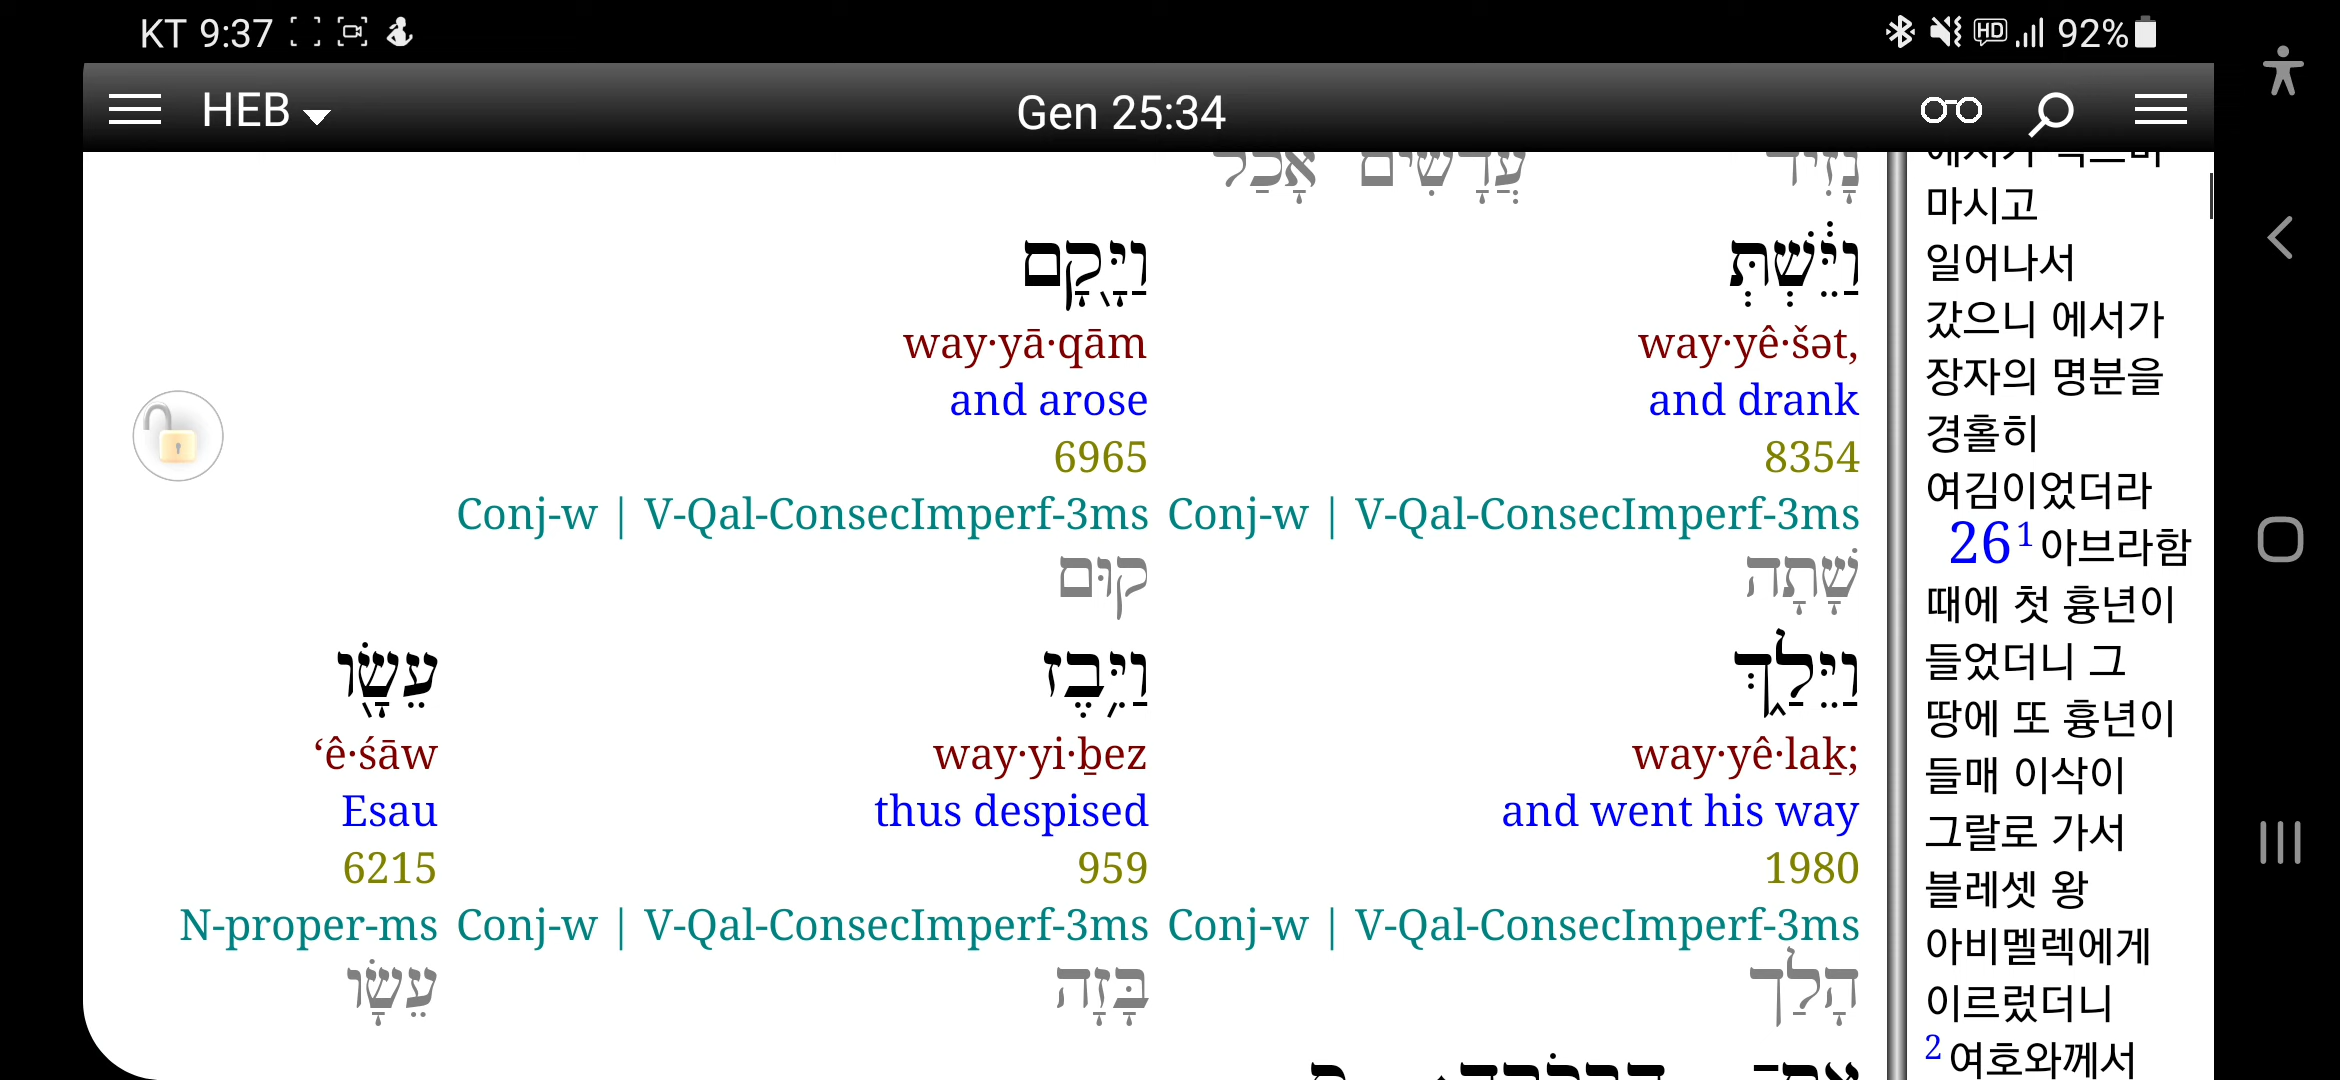 KT 9:37
92%
HEB
Gen 25:34
נָזִיד עֲדָשִׁים אָכַל
וַיֵּ֔שְׁתְּ וַיָּ֖קָם
way·yê·šət, way·yā·qām
and drank and arose
8354 6965
Conj-w | V-Qal-ConsecImperf-3ms Conj-w | V-Qal-ConsecImperf-3ms
שָׁתָה קוּם
וַיֵּלַ֑ךְ וַיִּ֥בֶז עֵשָׂ֖ו
way·yê·laḵ; way·yi·ḇez ‘ê·śāw
and went his way thus despised Esau
1980 959 6215
Conj-w | V-Qal-ConsecImperf-3ms Conj-w | V-Qal-ConsecImperf-3ms N-proper-ms
הָלַךְ בָּזָה עֵשָׂו
마시고
일어나서
갔으니 에서가
장자의 명분을
경홀히
여김이었더라
26 1 아브라함
때에 첫 흉년이
들었더니 그
땅에 또 흉년이
들매 이삭이
그랄로 가서
블레셋 왕
아비멜렉에게
이르렀더니
2 여호와께서